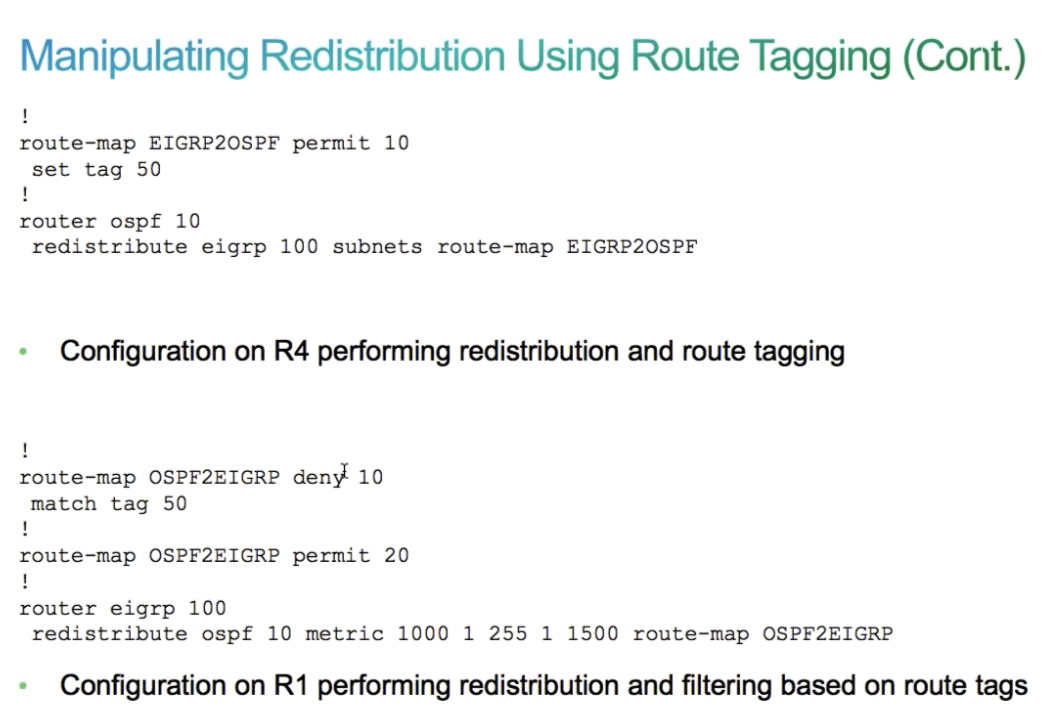 Manipulating Redistribution Using Route Tagging (Cont.)
!
route-map EIGRP2OSPF permit 10
set tag 50
!
router ospf 10
redistribute eigrp 100 subnets route-map EIGRP2OSPF
• Configuration on R4 performing redistribution and route tagging
!
route-map OSPF2EIGRP deny 10
match tag 50
!
route-map OSPF2EIGRP permit 20
!
router eigrp 100
redistribute ospf 10 metric 1000 1 255 1 1500 route-map OSPF2EIGRP
• Configuration on R1 performing redistribution and filtering based on route tags